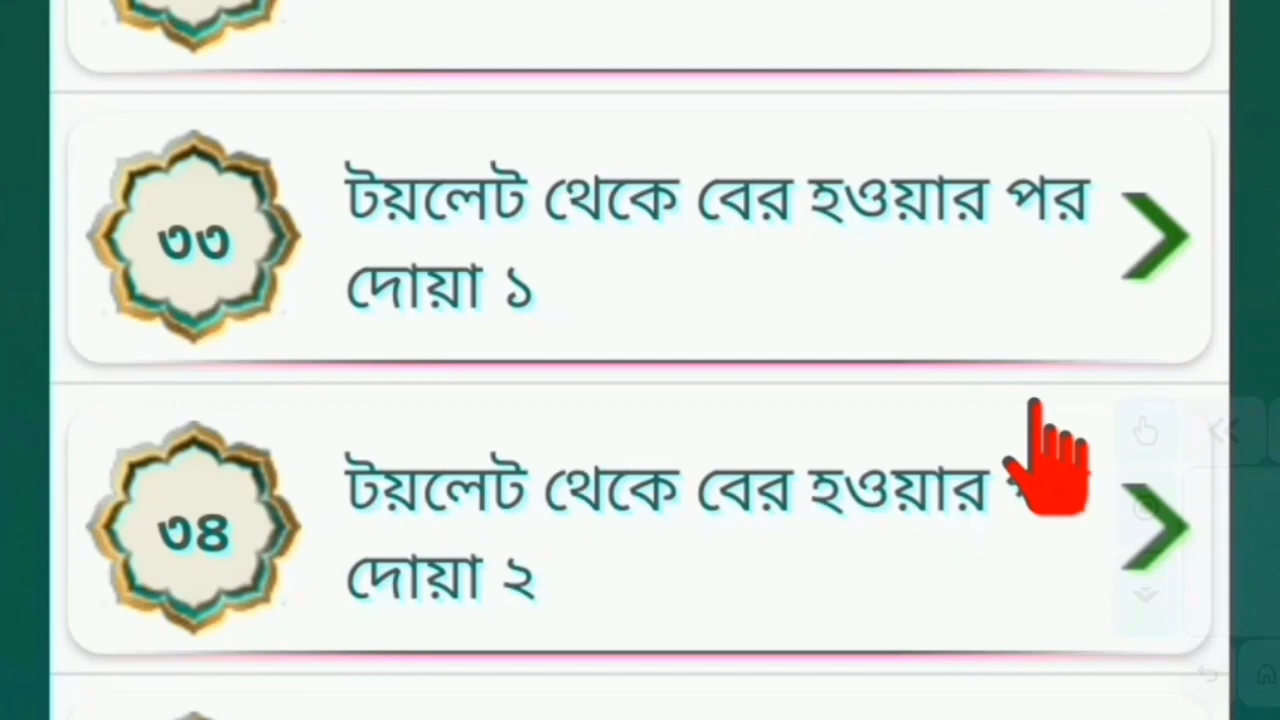 ৩৩
টয়লেট থেকে বের হওয়ার পর
দোয়া ১
৩৪
টয়লেট থেকে বের হওয়ার
দোয়া ২